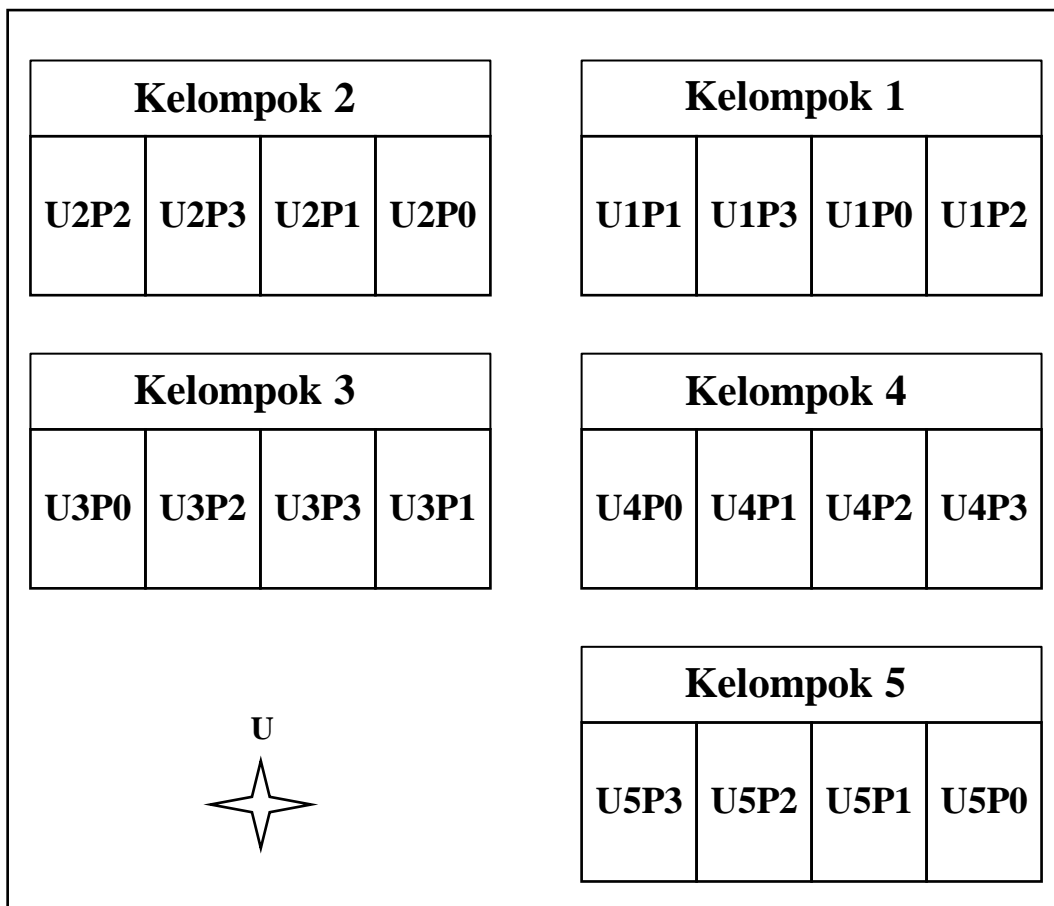 Kelompok 2
U2P2 U2P3 U2P1 U2P0
Kelompok 1
U1P1 U1P3 U1P0 U1P2
Kelompok 3
U3P0 U3P2 U3P3 U3P1
Kelompok 4
U4P0 U4P1 U4P2 U4P3
Kelompok 5
U5P3 U5P2 U5P1 U5P0
U